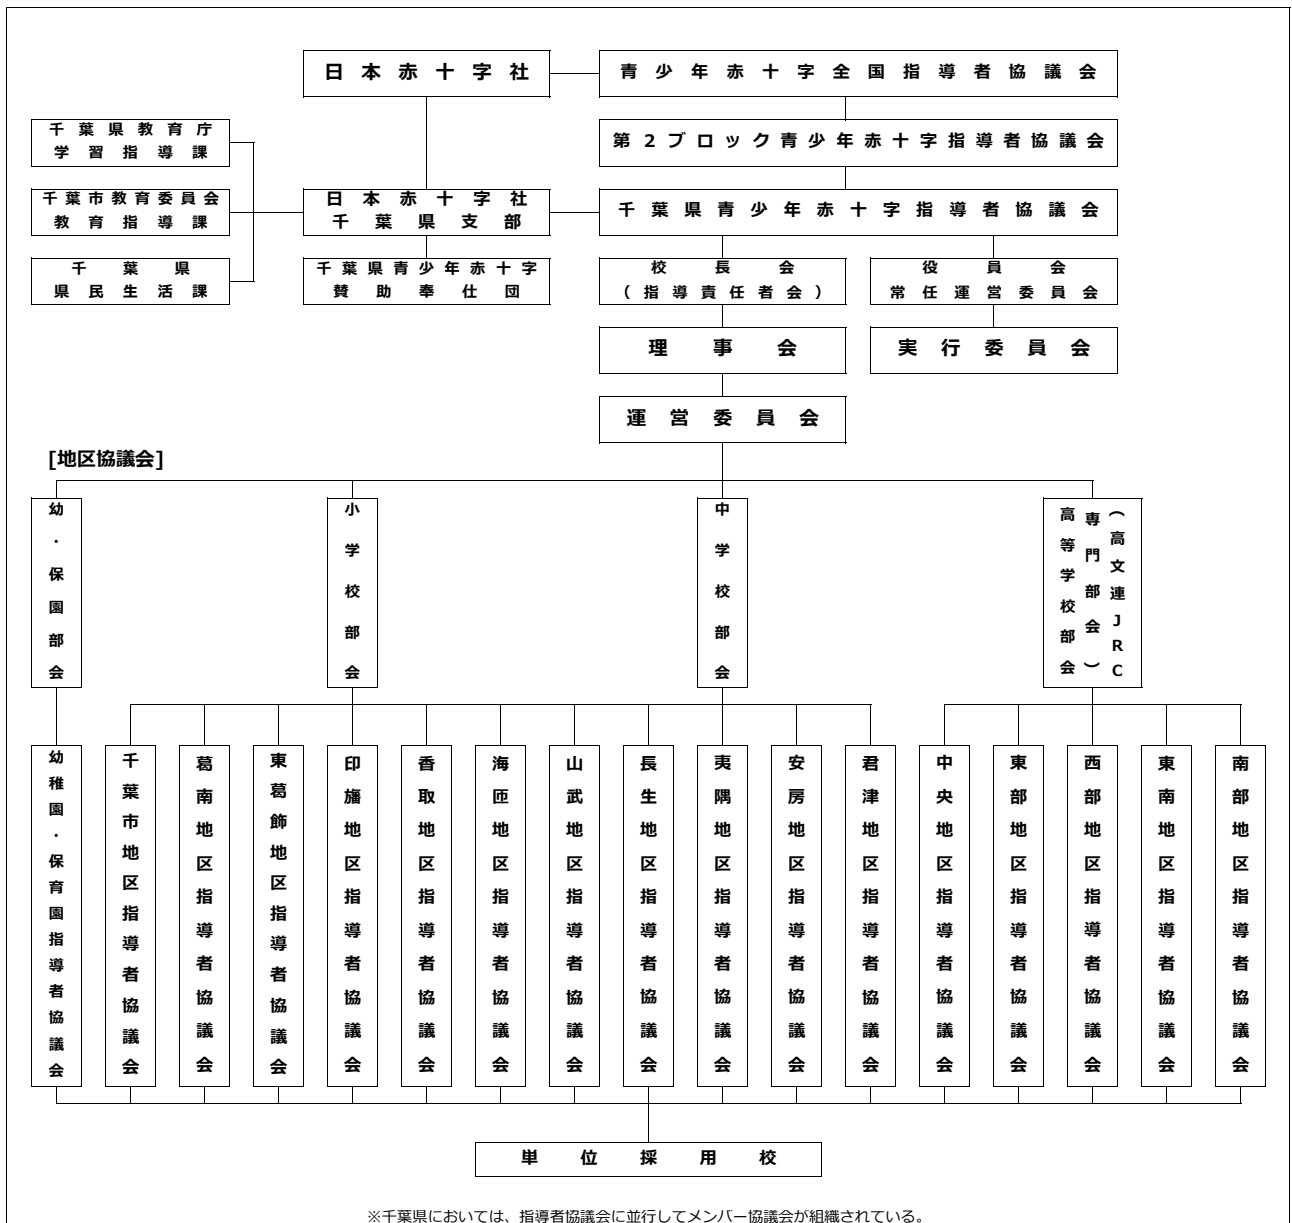 日本赤十字社
青少年赤十字全国指導者協議会
千葉県教育庁
学習指導課
第2ブロック青少年赤十字指導者協議会
千葉市教育委員会
教育指導課
日本赤十字社
千葉県支部
千葉県青少年赤十字指導者協議会
千葉県
県民生活課
千葉県青少年赤十字
賛助奉仕団
校長会
(指導責任者会)
役員会
常任運営委員会
理事会
実行委員会
運営委員会
[地区協議会]
幼・保園部会
小学校部会
中学校部会
高等学校部会
(高文連JRC
専門部会)
幼稚園・保育園指導者協議会
千葉市地区指導者協議会
葛南地区指導者協議会
東葛飾地区指導者協議会
印旛地区指導者協議会
香取地区指導者協議会
海匝地区指導者協議会
山武地区指導者協議会
長生地区指導者協議会
夷隅地区指導者協議会
安房地区指導者協議会
君津地区指導者協議会
中央地区指導者協議会
東部地区指導者協議会
西部地区指導者協議会
東南地区指導者協議会
南部地区指導者協議会
単位採用校
※千葉県においては、指導者協議会に並行してメンバー協議会が組織されている。